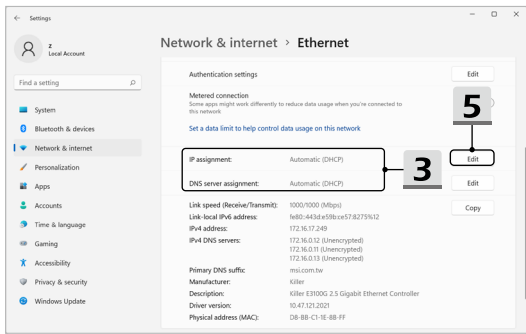 Settings
z
Local Account
Find a setting
System
Bluetooth & devices
Network & internet
Personalization
Apps
Accounts
Time & language
Gaming
Accessibility
Privacy & security
Windows Update
Network & internet > Ethernet
Authentication settings Edit
Metered connection
Some apps might work differently to reduce data usage when you're connected to
this network
5
Set a data limit to help control data usage on this network
IP assignment: Automatic (DHCP) Edit
3
DNS server assignment: Automatic (DHCP) Edit
Link speed (Receive/Transmit): 1000/1000 (Mbps) Copy
Link-local IPv6 address: fe80::443d:e59b:ce57:8275%12
IPv4 address: 172.16.17.249
IPv4 DNS servers: 172.16.0.12 (Unencrypted)
172.16.0.11 (Unencrypted)
172.16.0.13 (Unencrypted)
Primary DNS suffix: msi.com.tw
Manufacturer: Killer
Description: Killer E3100G 2.5 Gigabit Ethernet Controller
Driver version: 10.47.121.2021
Physical address (MAC): D8-BB-C1-1E-8B-FF